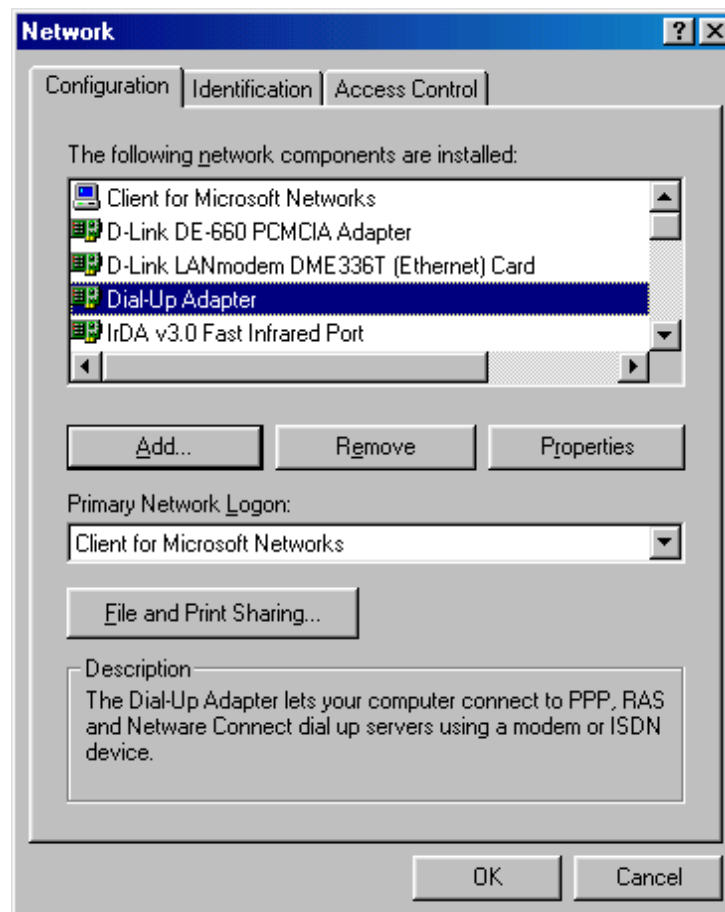 Network
Configuration Identification Access Control
The following network components are installed:
Client for Microsoft Networks
D-Link DE-660 PCMCIA Adapter
D-Link LANmodem DME336T (Ethernet) Card
Dial-Up Adapter
IrDA v3.0 Fast Infrared Port
Add... Remove Properties
Primary Network Logon:
Client for Microsoft Networks
File and Print Sharing...
Description
The Dial-Up Adapter lets your computer connect to PPP, RAS
and Netware Connect dial up servers using a modem or ISDN
device.
OK Cancel